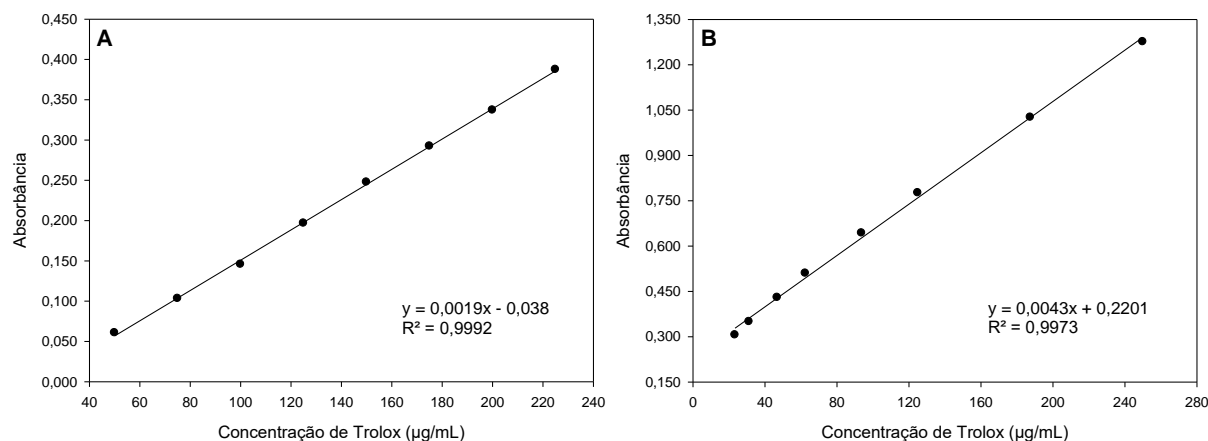 A
Absorbância
0,450
0,400
0,350
0,300
0,250
0,200
0,150
0,100
0,050
0,000
y = 0,0019x - 0,038
R² = 0,9992
40 60 80 100 120 140 160 180 200 220 240
Concentração de Trolox (µg/mL)
B
Absorbância
1,350
1,200
1,050
0,900
0,750
0,600
0,450
0,300
0,150
y = 0,0043x + 0,2201
R² = 0,9973
0 40 80 120 160 200 240 280
Concentração de Trolox (µg/mL)